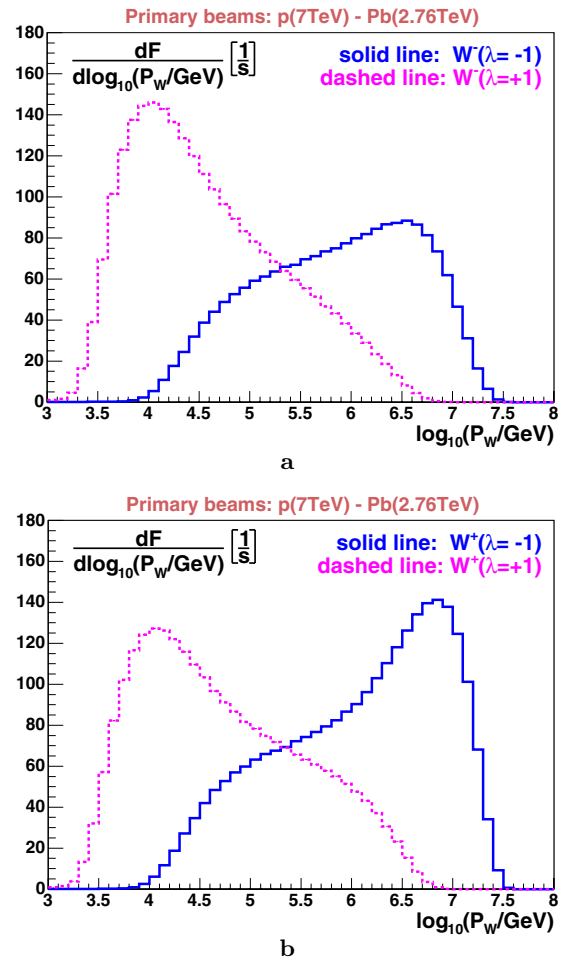 Primary beams: p(7TeV) - Pb(2.76TeV)
180
160
140
120
100
80
60
40
20
0
dF
dlog10(PW/GeV) [1/s]
solid line: W-(λ= -1)
dashed line: W-(λ=+1)
3 3.5 4 4.5 5 5.5 6 6.5 7 7.5 8
log10(PW/GeV)
a
Primary beams: p(7TeV) - Pb(2.76TeV)
180
160
140
120
100
80
60
40
20
0
dF
dlog10(PW/GeV) [1/s]
solid line: W+(λ= -1)
dashed line: W+(λ=+1)
3 3.5 4 4.5 5 5.5 6 6.5 7 7.5 8
log10(PW/GeV)
b